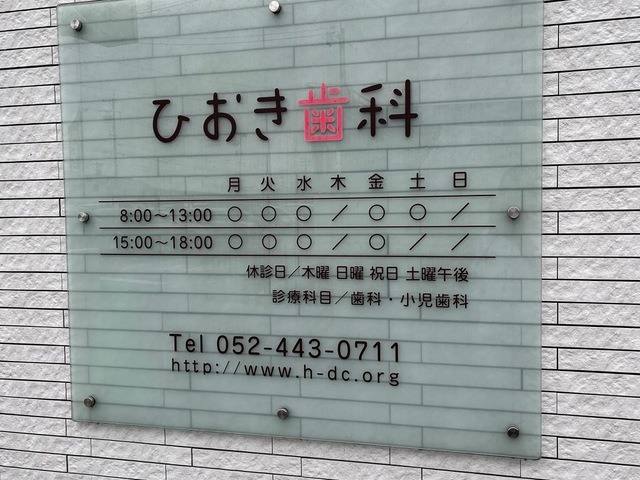 ひおき歯科
月 火 水 木 金 土 日
8:00〜13:00 ○ ○ ○ ／ ○ ○ ／
15:00〜18:00 ○ ○ ○ ／ ○ ／ ／
休診日／木曜 日曜 祝日 土曜午後
診療科目／歯科・小児歯科
Tel 052-443-0711
http://www.h-dc.org